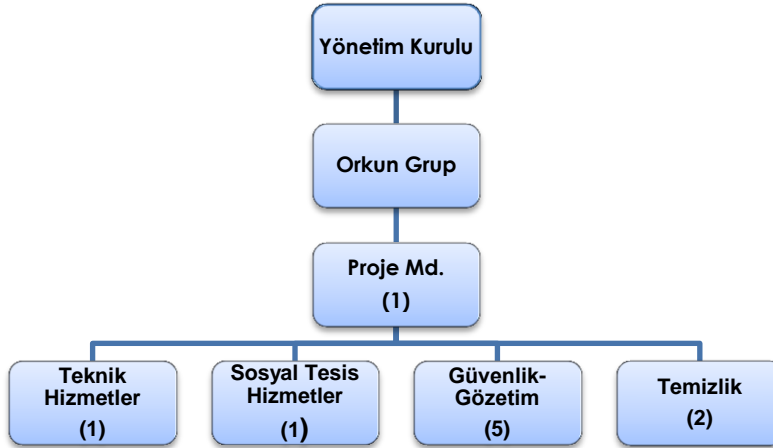 Yönetim Kurulu
Orkun Grup
Proje Md.
(1)
Teknik
Hizmetler
(1)
Sosyal Tesis
Hizmetler
(1)
Güvenlik-
Gözetim
(5)
Temizlik
(2)